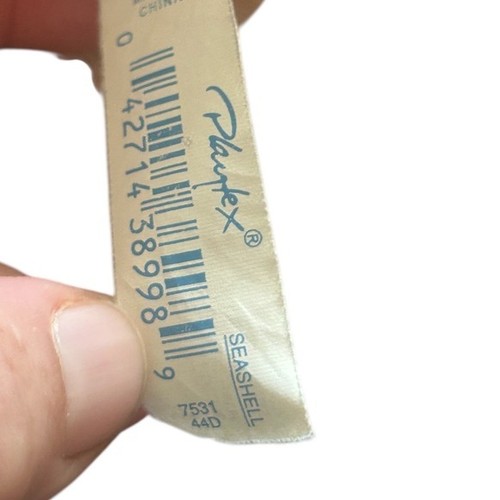 CHINA
Playtex®
0 42714 38998 9
SEASHELL
7531
44D